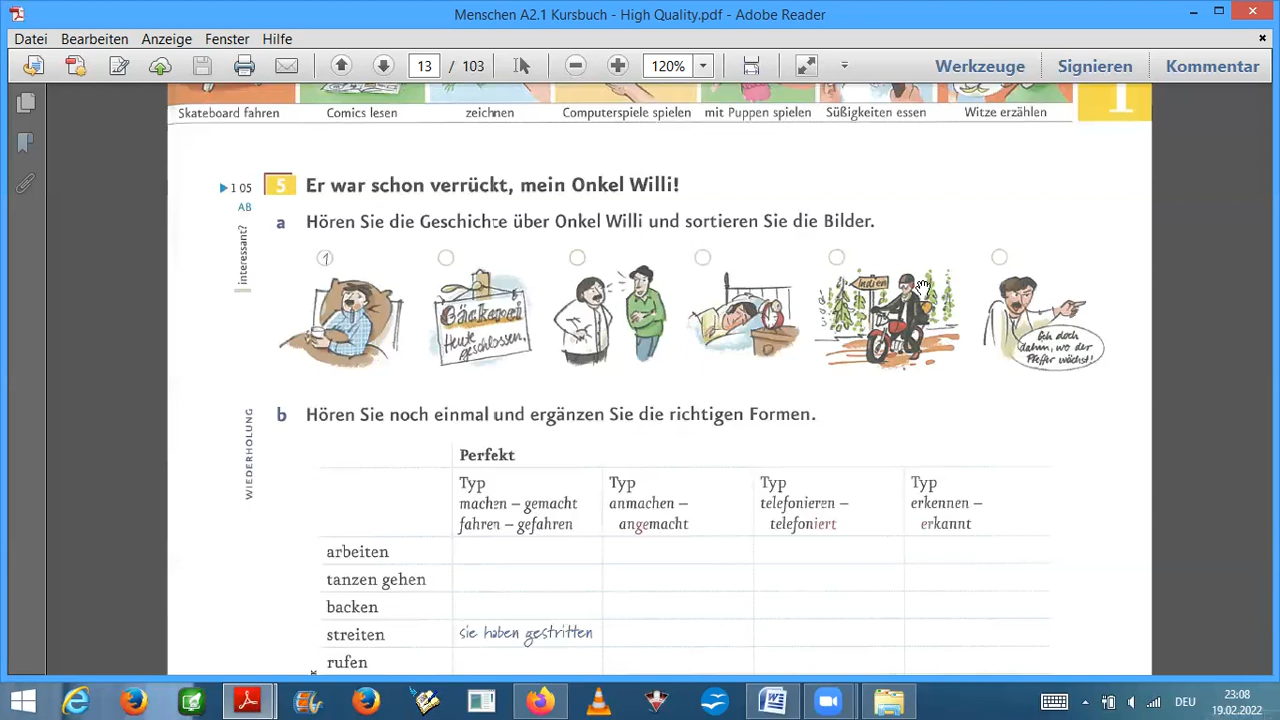 Menschen A2.1 Kursbuch - High Quality.pdf - Adobe Reader
Datei Bearbeiten Anzeige Fenster Hilfe
13 / 103 120% Werkzeuge Signieren Kommentar
1
Skateboard fahren Comics lesen zeichnen Computerspiele spielen mit Puppen spielen Süßigkeiten essen Witze erzählen
▶ 1 05 5 Er war schon verrückt, mein Onkel Willi!
AB
interessant?
a Hören Sie die Geschichte über Onkel Willi und sortieren Sie die Bilder.
1
Bäckerei
Heute
geschlossen.
Indien
Geh doch
dahin, wo der
Pfeffer wächst!
WIEDERHOLUNG
b Hören Sie noch einmal und ergänzen Sie die richtigen Formen.
Perfekt
Typ Typ Typ Typ
machen – gemacht anmachen – telefonieren – erkennen –
fahren – gefahren angemacht telefoniert erkannt
arbeiten
tanzen gehen
backen
streiten sie haben gestritten
rufen
DEU 23:08
19.02.2022